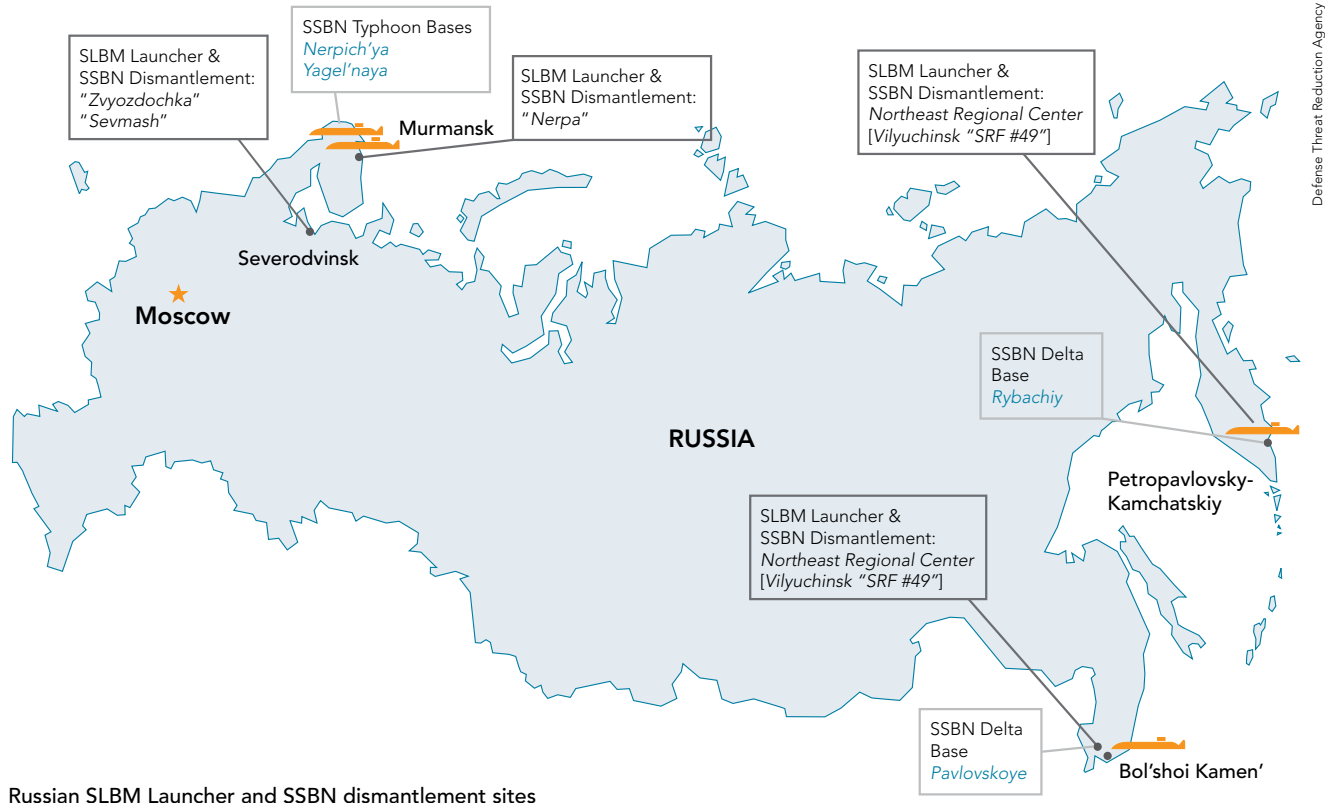 Defense Threat Reduction Agency
SLBM Launcher &
SSBN Dismantlement:
“Zvyozdochka”
“Sevmash”
SSBN Typhoon Bases
Nerpich’ya
Yagel’naya
SLBM Launcher &
SSBN Dismantlement:
“Nerpa”
SLBM Launcher &
SSBN Dismantlement:
Northeast Regional Center
[Vilyuchinsk “SRF #49”]
Murmansk
Severodvinsk
Moscow
SSBN Delta
Base
Rybachiy
RUSSIA
Petropavlovsky-
Kamchatskiy
SLBM Launcher &
SSBN Dismantlement:
Northeast Regional Center
[Vilyuchinsk “SRF #49”]
SSBN Delta
Base
Pavlovskoye
Bol’shoi Kamen’
Russian SLBM Launcher and SSBN dismantlement sites